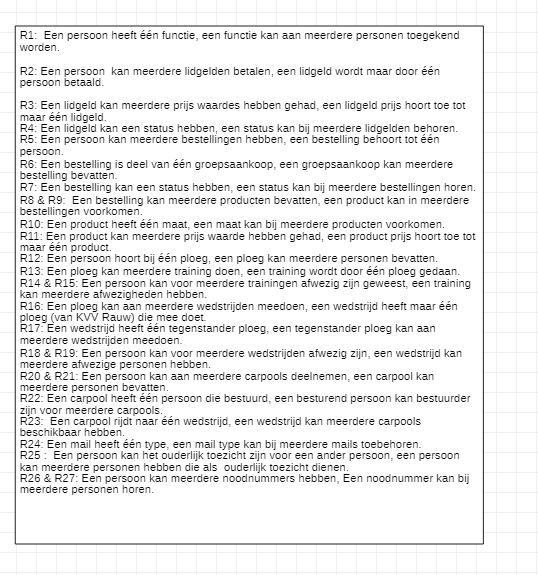 R1:  Een persoon heeft één functie, een functie kan aan meerdere personen toegekend
worden.
R2: Een persoon  kan meerdere lidgelden betalen, een lidgeld wordt maar door één
persoon betaald.
R3: Een lidgeld kan meerdere prijs waardes hebben gehad, een lidgeld prijs hoort toe tot
maar één lidgeld.
R4: Een lidgeld kan een status hebben, een status kan bij meerdere lidgelden behoren.
R5: Een persoon kan meerdere bestellingen hebben, een bestelling behoort tot één
persoon.
R6: Een bestelling is deel van één groepsaankoop, een groepsaankoop kan meerdere
bestelling bevatten.
R7: Een bestelling kan een status hebben, een status kan bij meerdere bestellingen horen.
R8 & R9:  Een bestelling kan meerdere producten bevatten, een product kan in meerdere
bestellingen voorkomen.
R10: Een product heeft één maat, een maat kan bij meerdere producten voorkomen.
R11: Een product kan meerdere prijs waarde hebben gehad, een product prijs hoort toe tot
maar één product.
R12: Een persoon hoort bij één ploeg, een ploeg kan meerdere personen bevatten.
R13: Een ploeg kan meerdere training doen, een training wordt door één ploeg gedaan.
R14 & R15: Een persoon kan voor meerdere trainingen afwezig zijn geweest, een training
kan meerdere afwezigheden hebben.
R16: Een ploeg kan aan meerdere wedstrijden meedoen, een wedstrijd heeft maar één
ploeg (van KVV Rauw) die mee doet.
R17: Een wedstrijd heeft één tegenstander ploeg, een tegenstander ploeg kan aan
meerdere wedstrijden meedoen.
R18 & R19: Een persoon kan voor meerdere wedstrijden afwezig zijn, een wedstrijd kan
meerdere afwezige personen hebben.
R20 & R21: Een persoon kan aan meerdere carpools deelnemen, een carpool kan
meerdere personen bevatten.
R22: Een carpool heeft één persoon die bestuurd, een besturend persoon kan bestuurder
zijn voor meerdere carpools.
R23:  Een carpool rijdt naar één wedstrijd, een wedstrijd kan meerdere carpools
beschikbaar hebben.
R24: Een mail heeft één type, een mail type kan bij meerdere mails toebehoren.
R25 :  Een persoon kan het ouderlijk toezicht zijn voor een ander persoon, een persoon
kan meerdere personen hebben die als  ouderlijk toezicht dienen.
R26 & R27: Een persoon kan meerdere noodnummers hebben, Een noodnummer kan bij
meerdere personen horen.